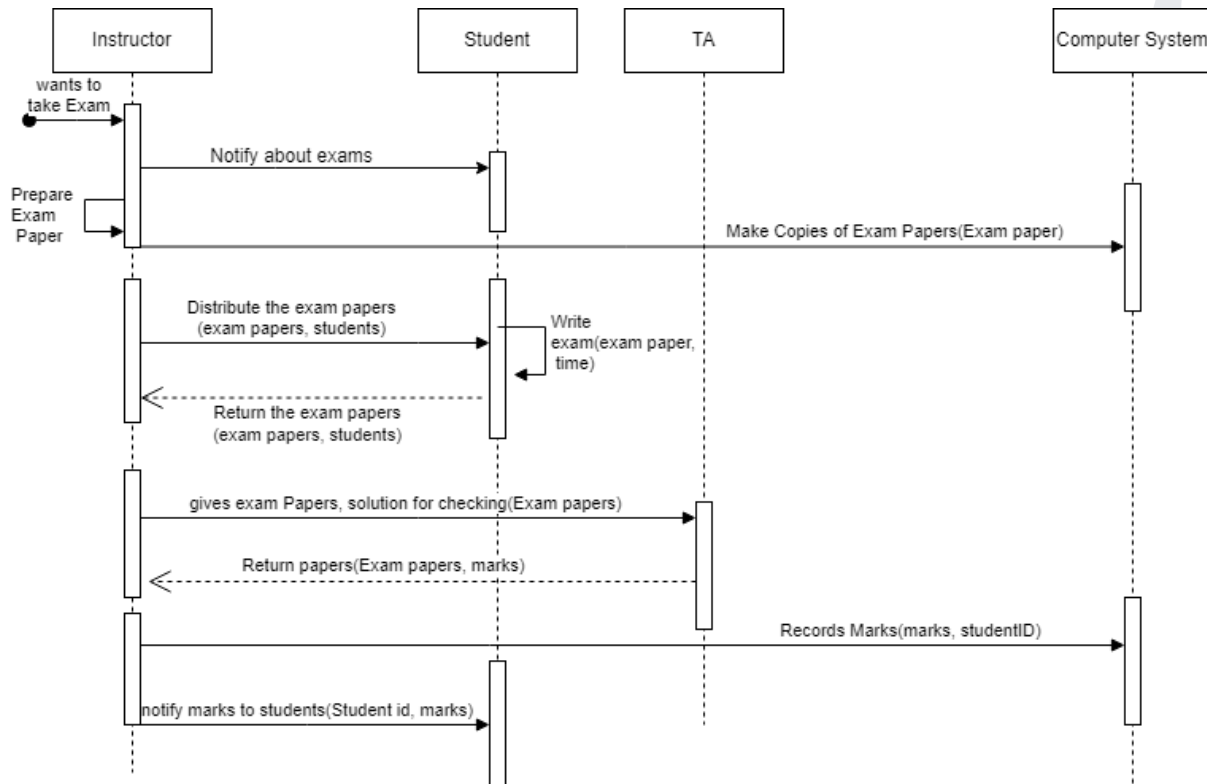 Instructor
Student
TA
Computer System
wants to
take Exam
Notify about exams
Prepare
Exam
Paper
Make Copies of Exam Papers(Exam paper)
Distribute the exam papers
(exam papers, students)
Write
exam(exam paper,
time)
Return the exam papers
(exam papers, students)
gives exam Papers, solution for checking(Exam papers)
Return papers(Exam papers, marks)
Records Marks(marks, studentID)
notify marks to students(Student id, marks)